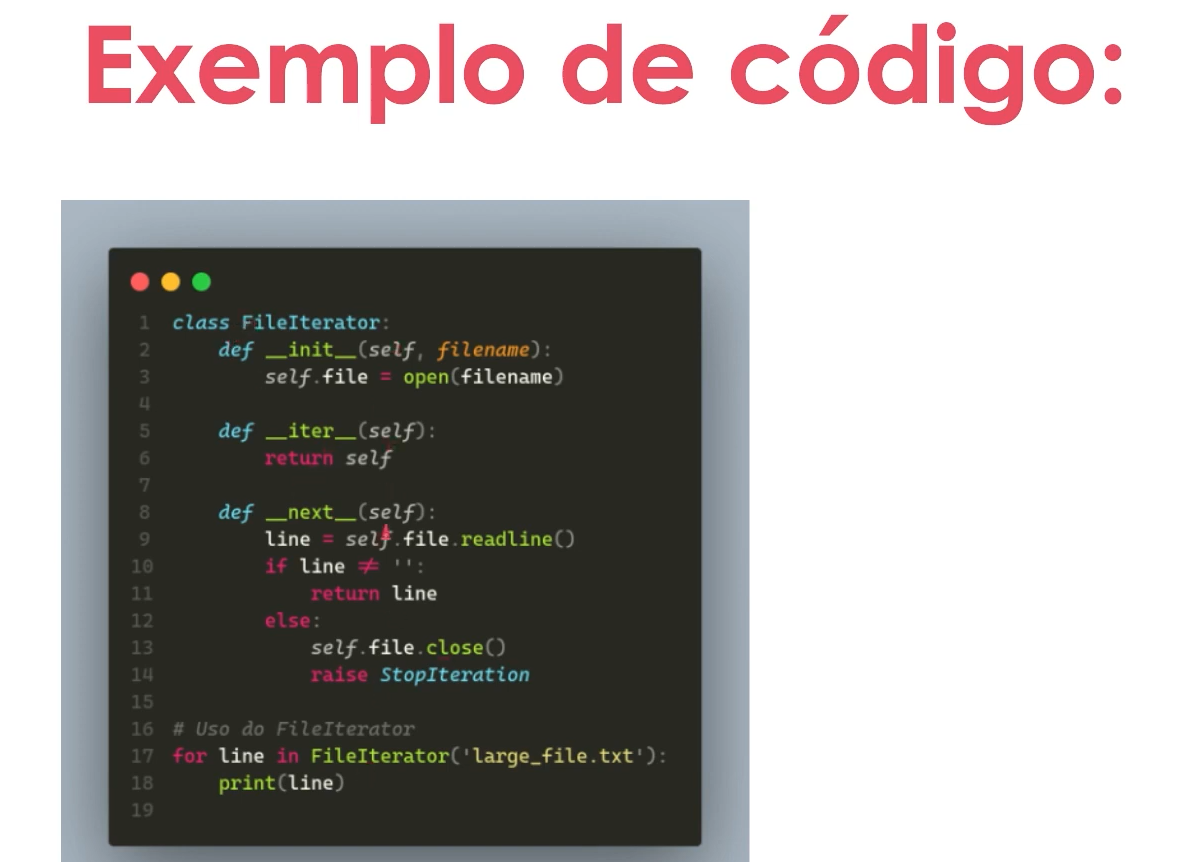 Exemplo de código:
1 class FileIterator:
2     def __init__(self, filename):
3         self.file = open(filename)
4
5     def __iter__(self):
6         return self
7
8     def __next__(self):
9         line = self.file.readline()
10         if line ≠ '':
11             return line
12         else:
13             self.file.close()
14             raise StopIteration
15
16 # Uso do FileIterator
17 for line in FileIterator('large_file.txt'):
18     print(line)
19